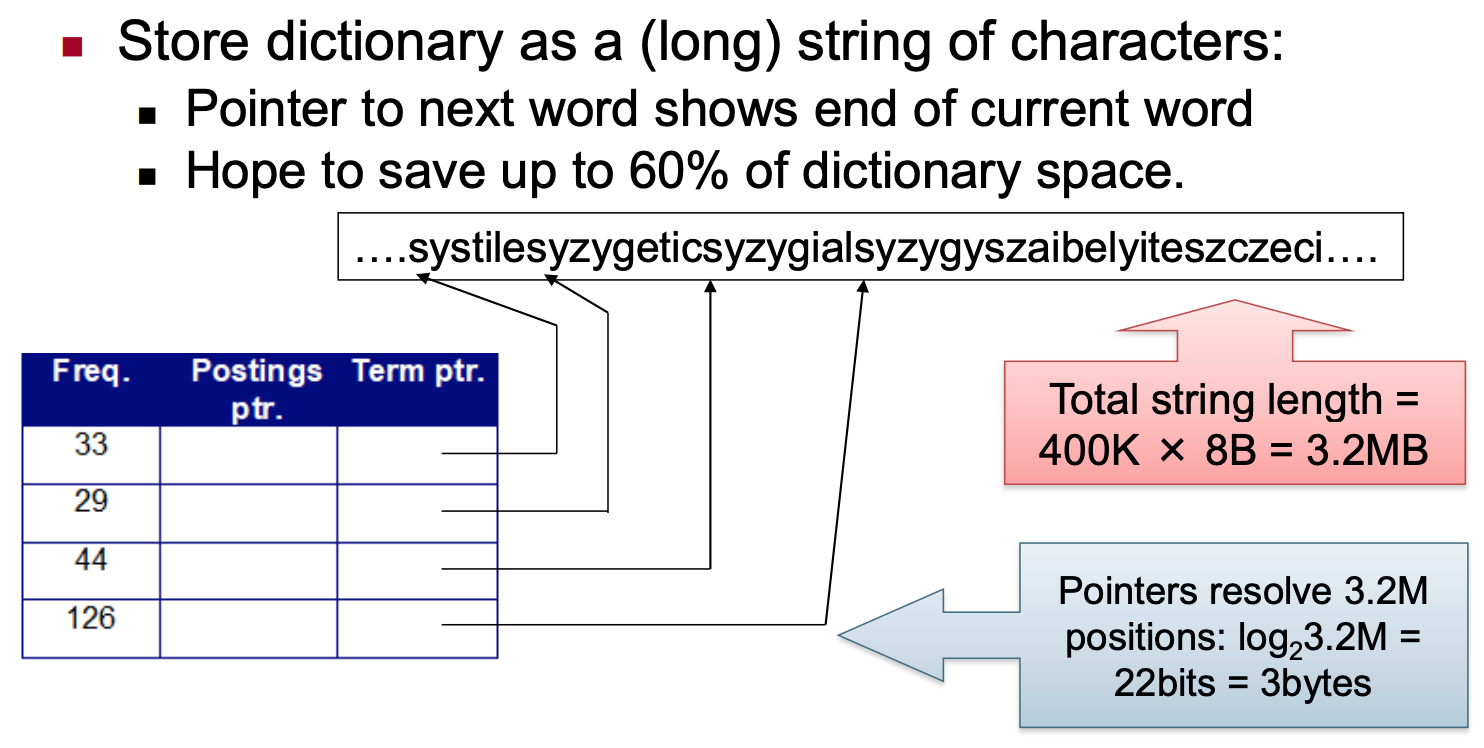 Store dictionary as a (long) string of characters:
Pointer to next word shows end of current word
Hope to save up to 60% of dictionary space.
….systilesyzygeticsyzygialsyzygyszaibelyiteszczeci….
Freq. Postings ptr. Term ptr.
33
29
44
126
Total string length =
400K × 8B = 3.2MB
Pointers resolve 3.2M
positions: log₂3.2M =
22bits = 3bytes